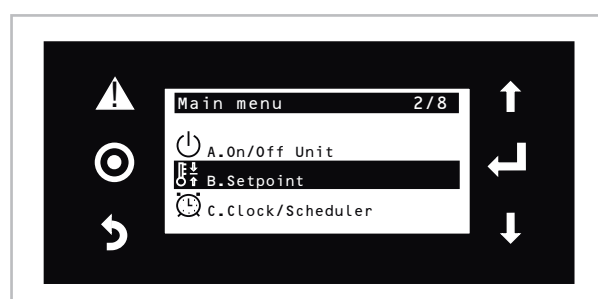 Main menu 2/8
A.On/Off Unit
B.Setpoint
C.Clock/Scheduler